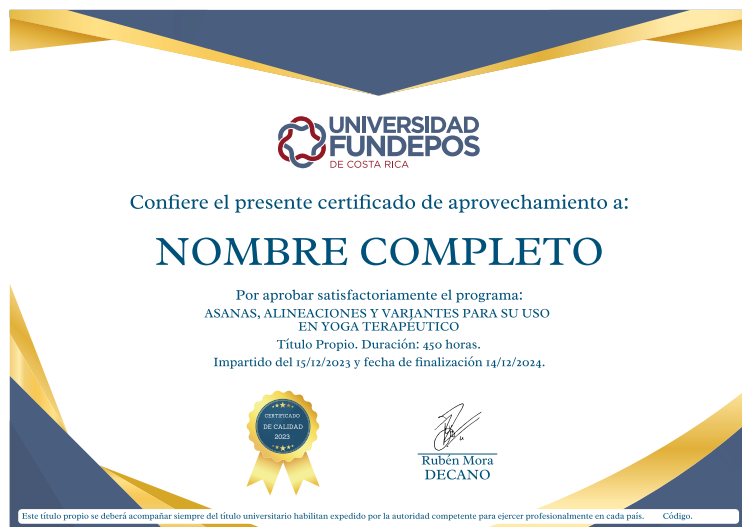 UNIVERSIDAD
FUNDEPOS
DE COSTA RICA
Confiere el presente certificado de aprovechamiento a:
NOMBRE COMPLETO
Por aprobar satisfactoriamente el programa:
ASANAS, ALINEACIONES Y VARIANTES PARA SU USO
EN YOGA TERAPÉUTICO
Título Propio. Duración: 450 horas.
Impartido del 15/12/2023 y fecha de finalización 14/12/2024.
CERTIFICADO
DE CALIDAD
2023
Rubén Mora
DECANO
Este título propio se deberá acompañar siempre del título universitario habilitan expedido por la autoridad competente para ejercer profesionalmente en cada país. Código.